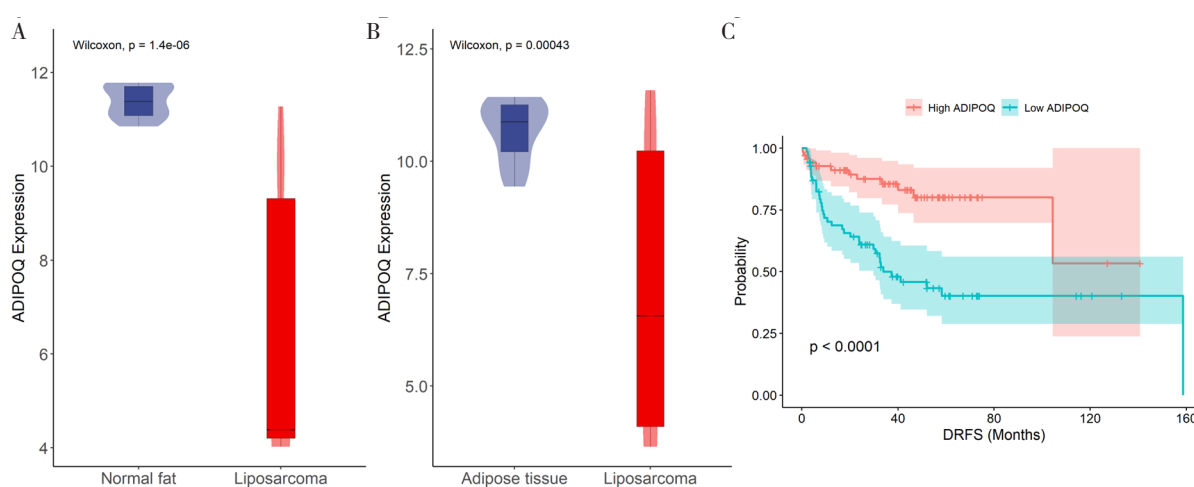 A
Wilcoxon, p = 1.4e-06
ADIPOQ Expression
12
10
8
6
4
Normal fat
Liposarcoma
B
Wilcoxon, p = 0.00043
ADIPOQ Expression
12.5
10.0
7.5
5.0
Adipose tissue
Liposarcoma
C
High ADIPOQ
Low ADIPOQ
Probability
1.00
0.75
0.50
0.25
0.00
p < 0.0001
0 40 80 120 160
DRFS (Months)